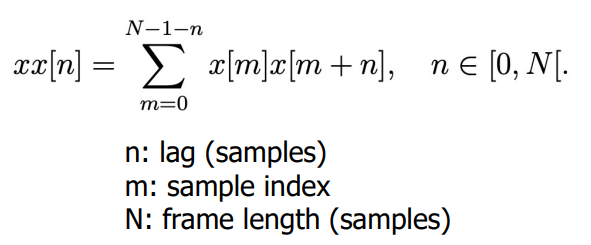 xx[n] = \sum_{m=0}^{N-1-n} x[m]x[m + n],   n ∈ [0, N[.
n: lag (samples)
m: sample index
N: frame length (samples)